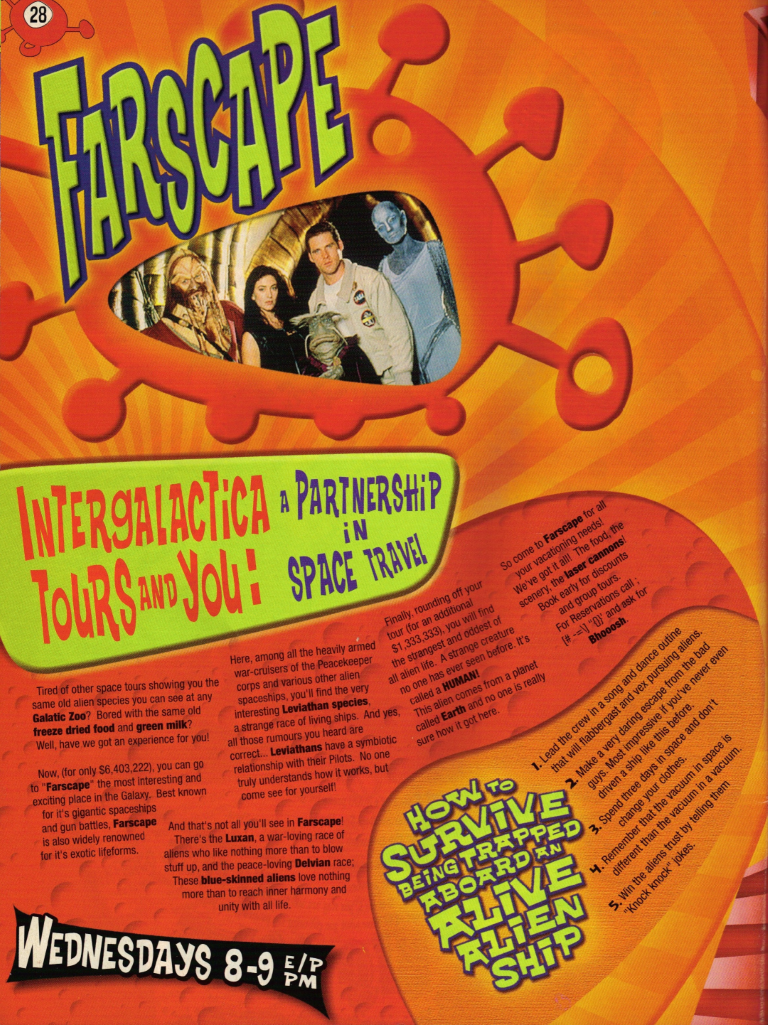 28
FARSCAPE
INTERGALACTICA
TOURS AND YOU:
A PARTNERSHIP
IN
SPACE TRAVEL
Tired of other space tours showing you the
same old alien species you can see at any
Galatic Zoo? Bored with the same old
freeze dried food and green milk?
Well, have we got an experience for you!
Now, (for only $6,403,222), you can go
to "Farscape" the most interesting and
exciting place in the Galaxy. Best known
for it's gigantic spaceships
and gun battles, Farscape
is also widely renowned
for it's exotic lifeforms.
Here, among all the heavily armed
war-cruisers of the Peacekeeper
corps and various other alien
spaceships, you'll find the very
interesting Leviathan species,
a strange race of living ships. And yes,
all those rumours you heard are
correct... Leviathans have a symbiotic
relationship with their Pilots. No one
truly understands how it works, but
come see for yourself!
And that's not all you'll see in Farscape!
There's the Luxan, a war-loving race of
aliens who like nothing more than to blow
stuff up, and the peace-loving Delvian race;
These blue-skinned aliens love nothing
more than to reach inner harmony and
unity with all life.
Finally, rounding off your
tour (for an additional
$1,333,333), you will find
the strangest and oddest of
all alien life. A strange creature
no one has ever seen before. It's
called a HUMAN!
This alien comes from a planet
called Earth and no one is really
sure how it got here.
So come to Farscape for all
your vacationing needs!
We've got it all! The food, the
scenery, the laser cannons!
Book early for discounts
and group tours.
For Reservations call ;
and ask for
Bhoosh.
HOW TO
SURVIVE
BEING TRAPPED
ABOARD AN
ALIVE
ALIEN
SHIP
1. Lead the crew in a song and dance outline
that will flabbergast and very pursuing aliens.
2. Make a very daring escape from the bad
guys. Most impressive if you've never even
driven a ship like this before.
3. Spend three days in space and don't
change your clothes.
4. Remember that the vacuum in space is
different than the vacuum in a vacuum.
5. Win the aliens trust by telling them
"Knock knock" jokes.
WEDNESDAYS 8-9 E/P
PM